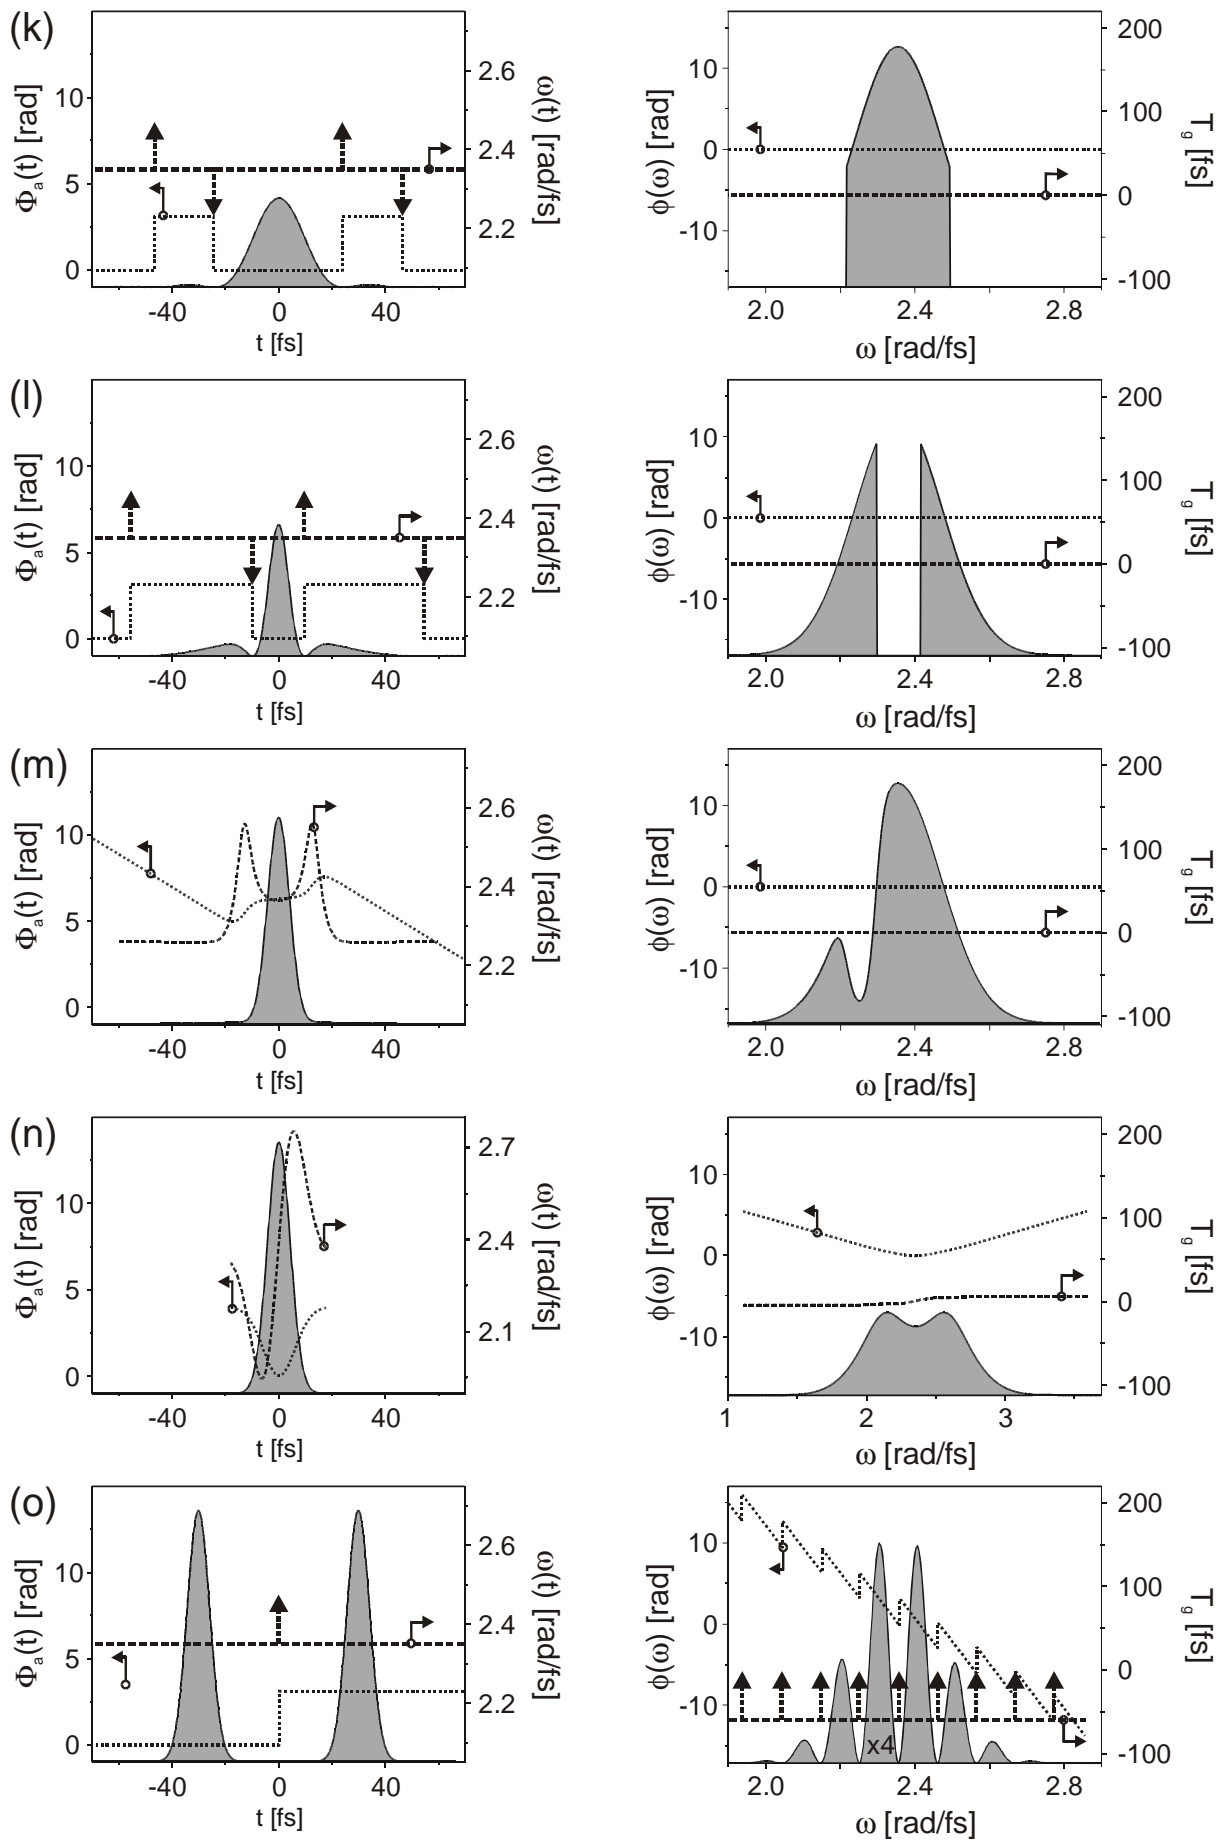 (k)
Φa(t) [rad]
10
5
0
-40
0
40
t [fs]
2.6
2.4
2.2
ω(t) [rad/fs]
ϕ(ω) [rad]
10
0
-10
2.0
2.4
2.8
ω [rad/fs]
200
100
0
-100
Tg [fs]
(l)
Φa(t) [rad]
10
5
0
-40
0
40
t [fs]
2.6
2.4
2.2
ω(t) [rad/fs]
ϕ(ω) [rad]
10
0
-10
2.0
2.4
2.8
ω [rad/fs]
200
100
0
-100
Tg [fs]
(m)
Φa(t) [rad]
10
5
0
-40
0
40
t [fs]
2.6
2.4
2.2
ω(t) [rad/fs]
ϕ(ω) [rad]
10
0
-10
2.0
2.4
2.8
ω [rad/fs]
200
100
0
-100
Tg [fs]
(n)
Φa(t) [rad]
10
5
0
-40
0
40
t [fs]
2.7
2.4
2.1
ω(t) [rad/fs]
ϕ(ω) [rad]
10
0
-10
1
2
3
ω [rad/fs]
200
100
0
-100
Tg [fs]
(o)
Φa(t) [rad]
10
5
0
-40
0
40
t [fs]
2.6
2.4
2.2
ω(t) [rad/fs]
ϕ(ω) [rad]
10
0
-10
x4
2.0
2.4
2.8
ω [rad/fs]
200
100
0
-100
Tg [fs]